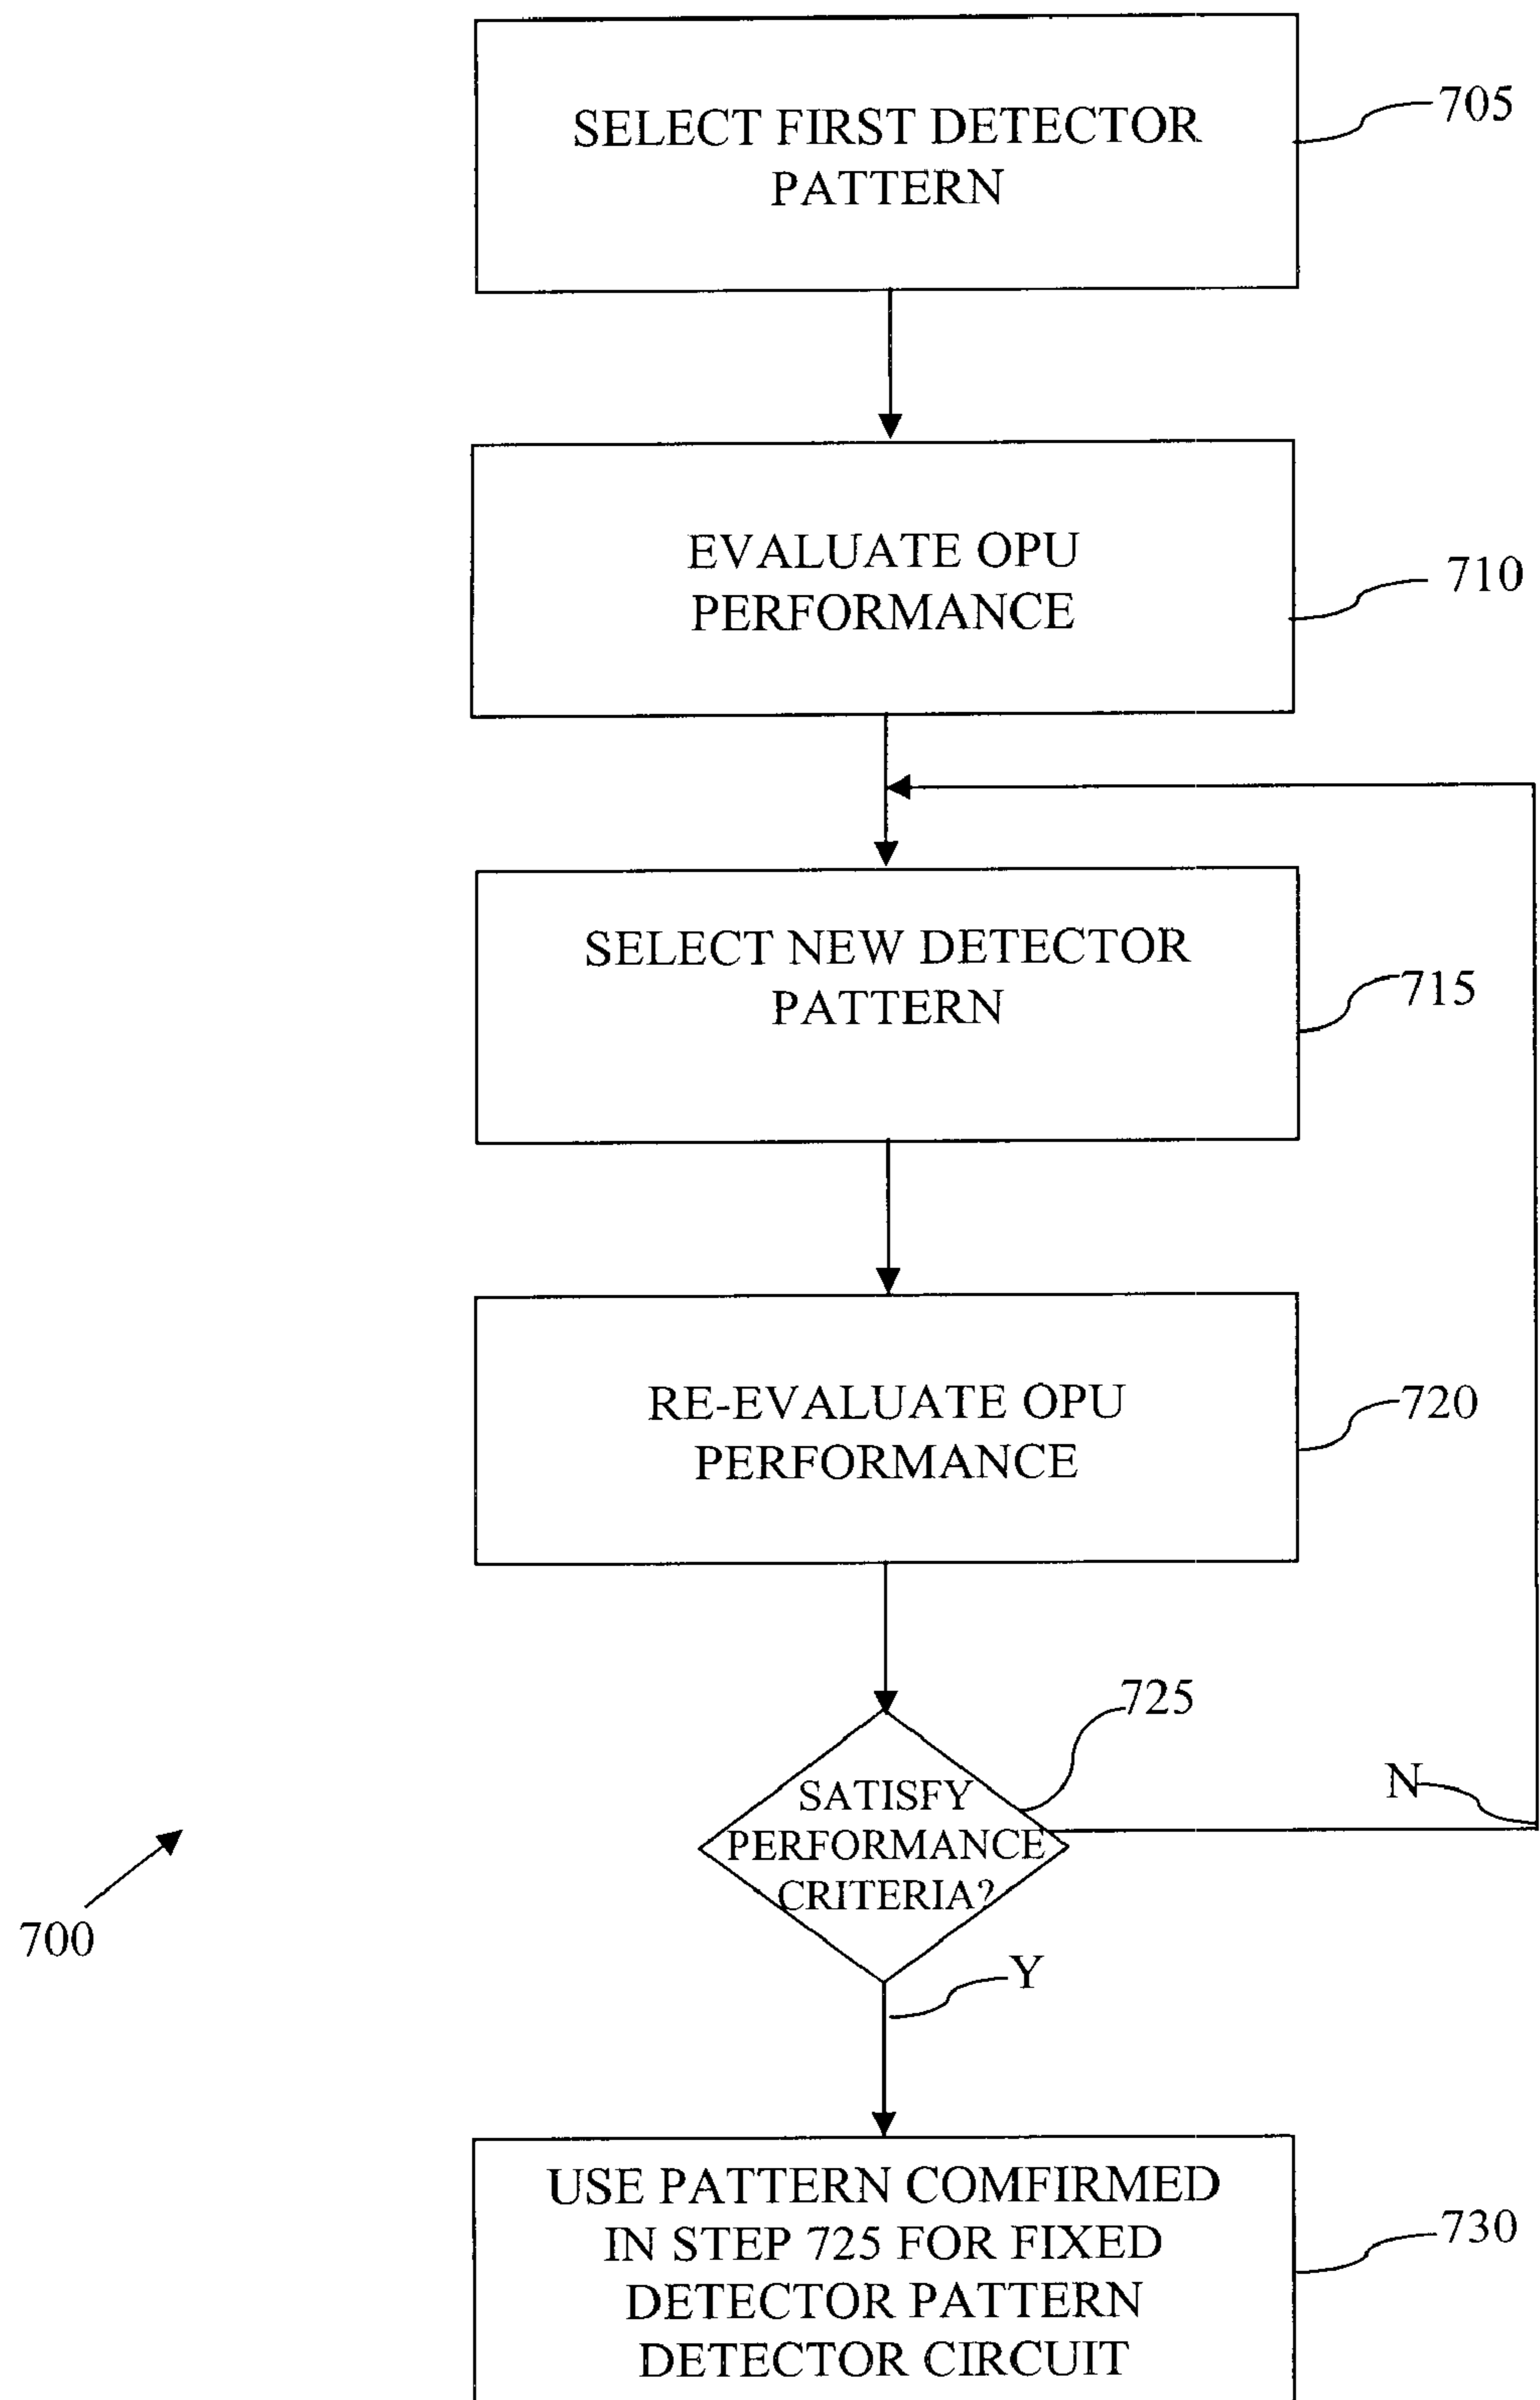 SELECT FIRST DETECTOR
PATTERN
705
EVALUATE OPU
PERFORMANCE
710
SELECT NEW DETECTOR
PATTERN
715
RE-EVALUATE OPU
PERFORMANCE
720
725
SATISFY
PERFORMANCE
CRITERIA?
N
700
Y
USE PATTERN COMFIRMED
IN STEP 725 FOR FIXED
DETECTOR PATTERN
DETECTOR CIRCUIT
730